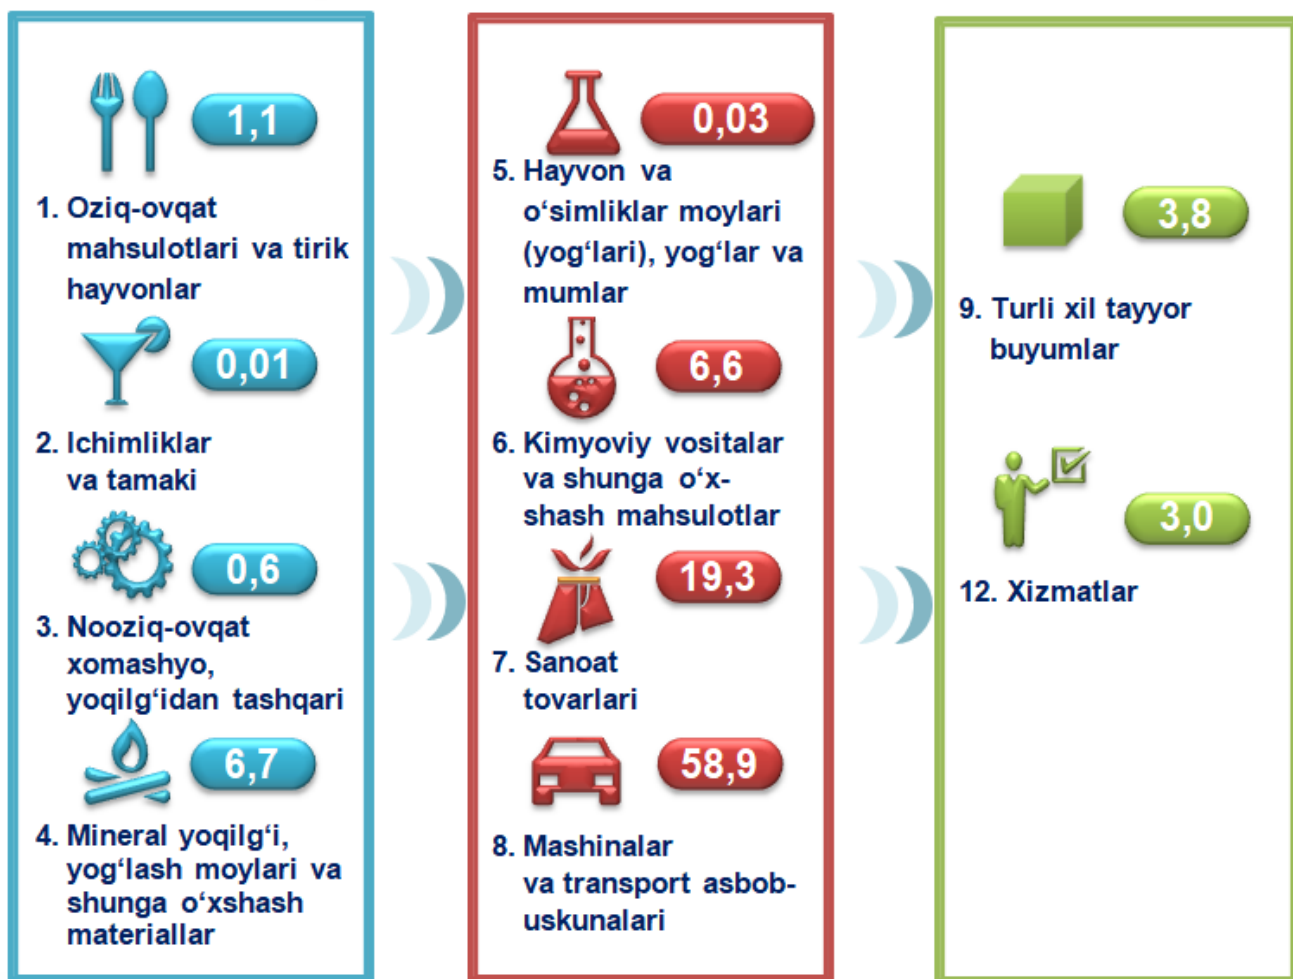 1,1
1. Oziq-ovqat
mahsulotlari va tirik
hayvonlar
0,01
2. Ichimliklar
va tamaki
0,6
3. Nooziq-ovqat
xomashyo,
yoqilg‘idan tashqari
6,7
4. Mineral yoqilg‘i,
yog‘lash moylari va
shunga o‘xshash
materiallar
0,03
5. Hayvon va
o‘simliklar moylari
(yog‘lari), yog‘lar va
mumlar
6,6
6. Kimyoviy vositalar
va shunga o‘x-
shash mahsulotlar
19,3
7. Sanoat
tovarlari
58,9
8. Mashinalar
va transport asbob-
uskunalari
3,8
9. Turli xil tayyor
buyumlar
3,0
12. Xizmatlar